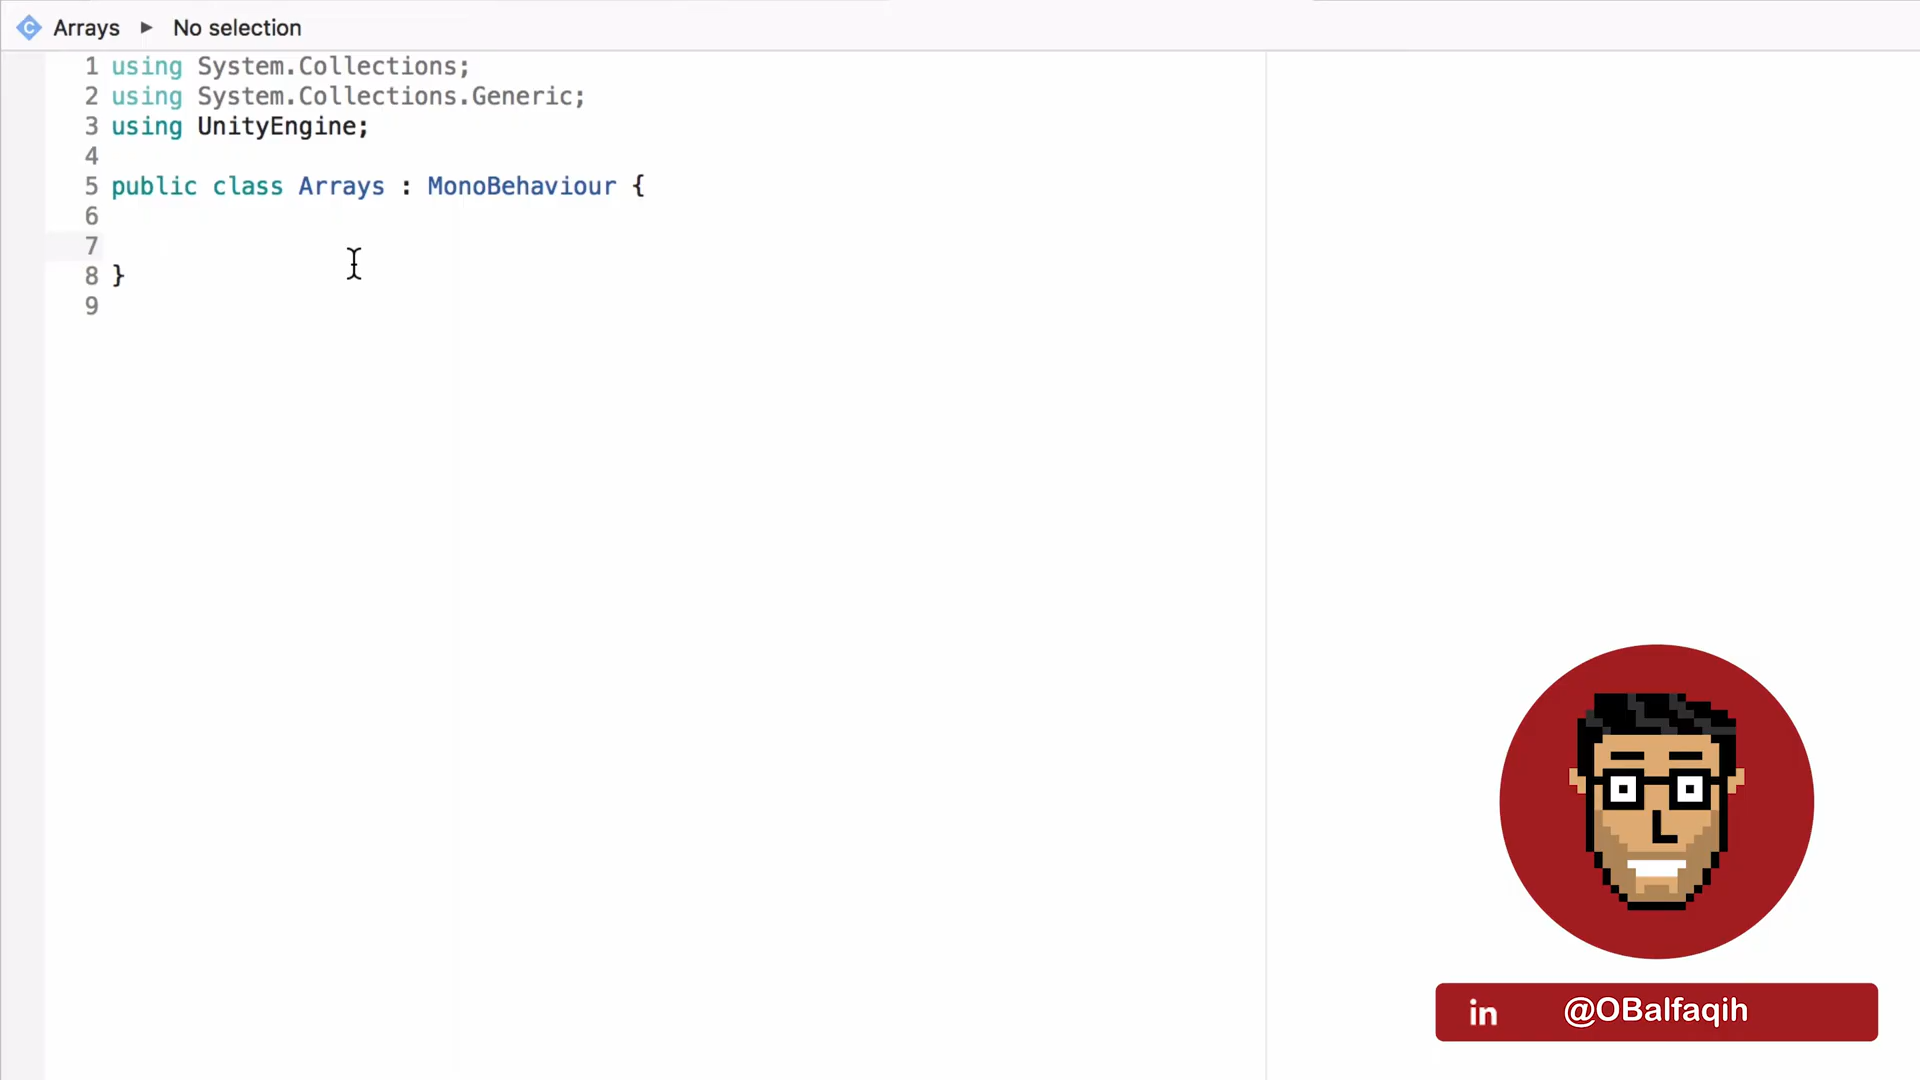 Arrays ▶ No selection
1 using System.Collections;
2 using System.Collections.Generic;
3 using UnityEngine;
4
5 public class Arrays : MonoBehaviour {
6
7
8 }
9
in @OBalfaqih